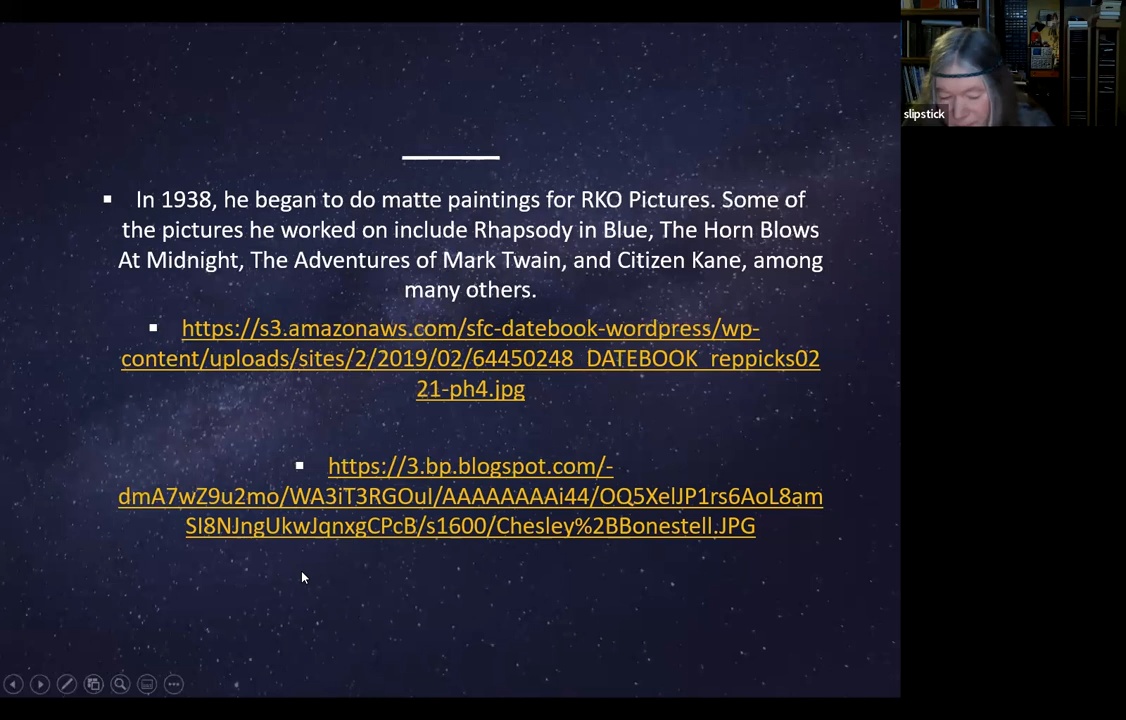 In 1938, he began to do matte paintings for RKO Pictures. Some of
the pictures he worked on include Rhapsody in Blue, The Horn Blows
At Midnight, The Adventures of Mark Twain, and Citizen Kane, among
many others.
https://s3.amazonaws.com/sfc-datebook-wordpress/wp-
content/uploads/sites/2/2019/02/64450248_DATEBOOK_reppicks02
21-ph4.jpg
https://3.bp.blogspot.com/-
dmA7wZ9u2mo/WA3iT3RGOuI/AAAAAAAAi44/OQ5XelJP1rs6AoL8am
SI8NJngUkwJqnxgCPcB/s1600/Chesley%2BBonestell.JPG
slipstick